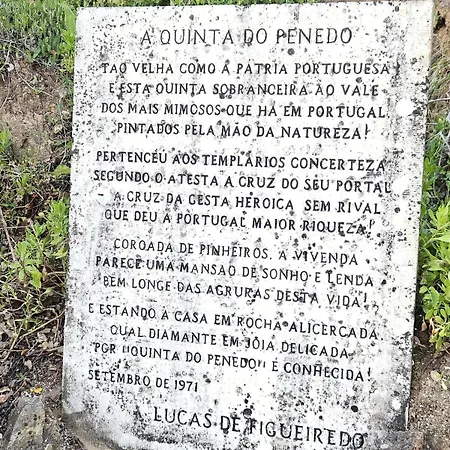 A QUINTA DO PENEDO
TÃO VELHA COMO A PÁTRIA PORTUGUESA
É ESTA QUINTA SOBRANCEIRA AO VALE
DOS MAIS MIMOSOS QUE HÁ EM PORTUGAL
PINTADOS PELA MÃO DA NATUREZA!
PERTENCEU AOS TEMPLÁRIOS CONCERTEZA
SEGUNDO O ATESTA A CRUZ DO SEU PORTAL
- A CRUZ DA GESTA HERÓICA SEM RIVAL
QUE DEU A PORTUGAL MAIOR RIQUEZA!
COROADA DE PINHEIROS, A VIVENDA
PARECE UMA MANSÃO DE SONHO E LENDA
BEM LONGE DAS AGRURAS DESTA VIDA!
E ESTANDO A CASA EM ROCHA ALICERÇADA
QUAL DIAMANTE EM JÓIA DELICADA
POR "QUINTA DO PENEDO" É CONHECIDA!
SETEMBRO DE 1971
LUCAS DE FIGUEIREDO